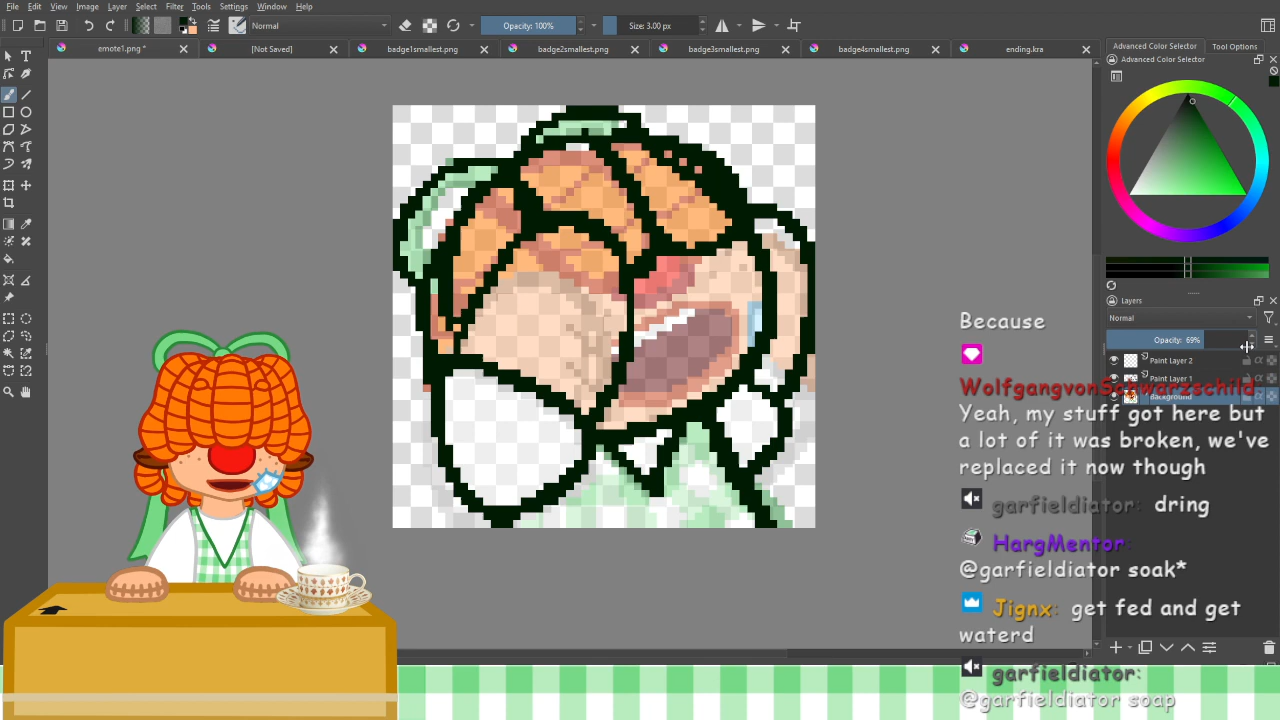 File Edit View Image Layer Select Filter Tools Settings Window Help
Normal Opacity: 100% Size: 3.00 px
emote1.png * [Not Saved] badge1smallest.png badge2smallest.png badge3smallest.png badge4smallest.png ending.kra
Advanced Color Selector Tool Options
Advanced Color Selector
Layers
Normal
Opacity: 69%
Paint Layer 2
Paint Layer 1
Background
Because
WolfgangvonSchwarzschild
Yeah, my stuff got here but
a lot of it was broken, we've
replaced it now though
garfieldiator: dring
HargMentor:
@garfieldiator soak*
Jignx: get fed and get
waterd
garfieldiator:
@garfieldiator soap